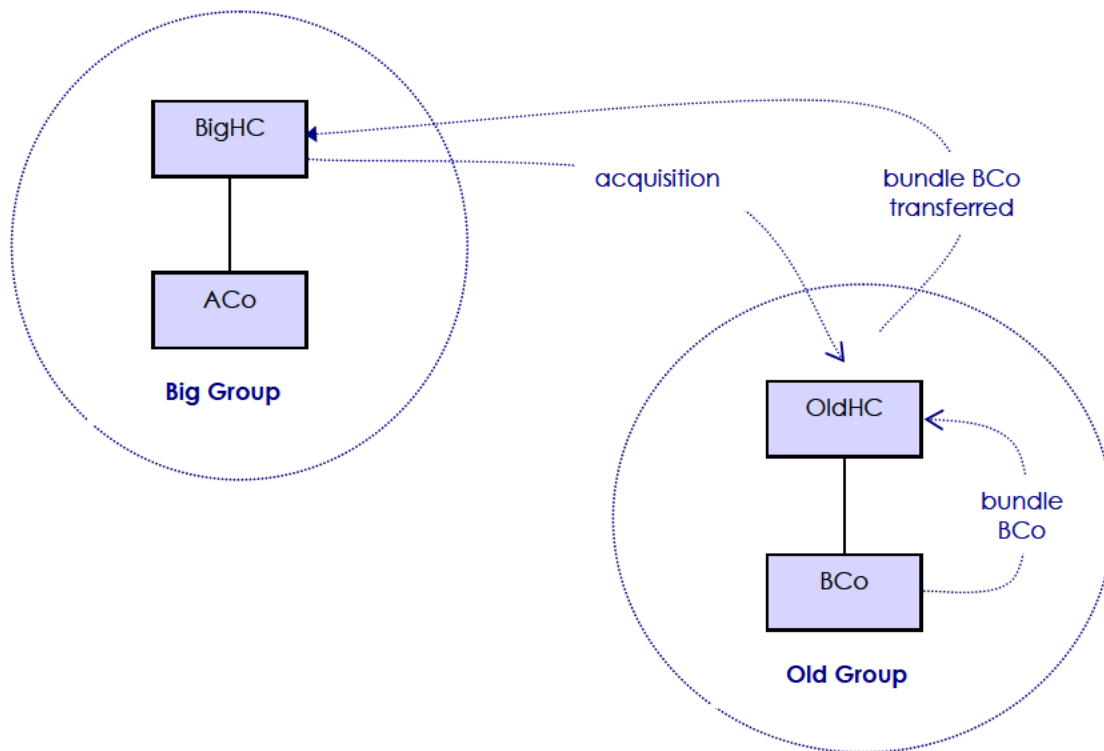 BigHC
acquisition
bundle BCo
transferred
ACo
Big Group
OldHC
bundle
BCo
BCo
Old Group